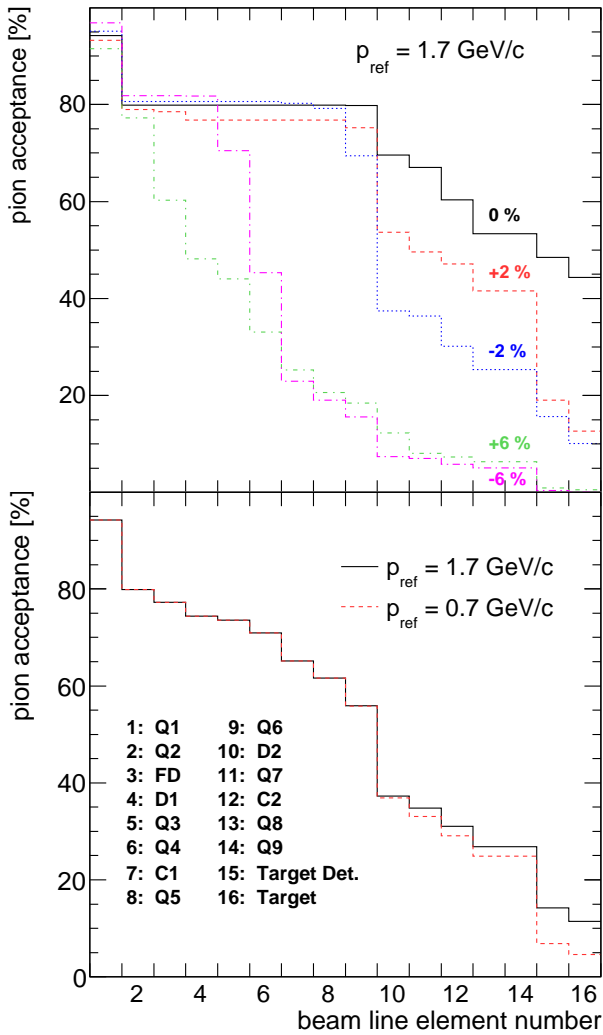 pion acceptance [%]
p_ref = 1.7 GeV/c
80
60
40
20
0 %
+2 %
-2 %
+6 %
-6 %
pion acceptance [%]
p_ref = 1.7 GeV/c
p_ref = 0.7 GeV/c
80
60
40
20
0
1: Q1 9: Q6
2: Q2 10: D2
3: FD 11: Q7
4: D1 12: C2
5: Q3 13: Q8
6: Q4 14: Q9
7: C1 15: Target Det.
8: Q5 16: Target
2 4 6 8 10 12 14 16
beam line element number